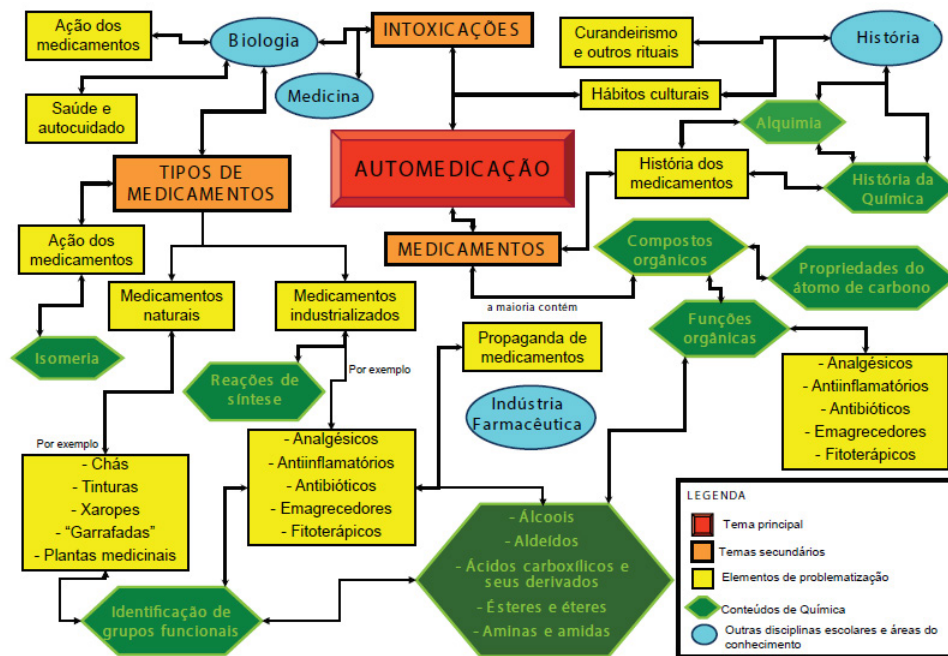 Ação dos
medicamentos
Biologia
INTOXICAÇÕES
Curandeirismo
e outros rituais
História
Medicina
Hábitos culturais
Saúde e
autocuidado
Alquimia
AUTOMEDICAÇÃO
TIPOS DE
MEDICAMENTOS
História dos
medicamentos
História da
Química
Ação dos
medicamentos
MEDICAMENTOS
Compostos
orgânicos
Propriedades do
átomo de carbono
a maioria contém
Medicamentos
naturais
Medicamentos
industrializados
Funções
orgânicas
Isomeria
Reações de
síntese
Por exemplo
Propaganda de
medicamentos
- Analgésicos
- Antiinflamatórios
- Antibióticos
- Emagrecedores
- Fitoterápicos
Indústria
Farmacêutica
Por exemplo
- Chás
- Tinturas
- Xaropes
- “Garrafadas”
- Plantas medicinais
- Analgésicos
- Antiinflamatórios
- Antibióticos
- Emagrecedores
- Fitoterápicos
- Álcoois
- Aldeídos
- Ácidos carboxílicos e
seus derivados
- Ésteres e éteres
- Aminas e amidas
Identificação de
grupos funcionais
LEGENDA
Tema principal
Temas secundários
Elementos de problematização
Conteúdos de Química
Outras disciplinas escolares e áreas do
conhecimento